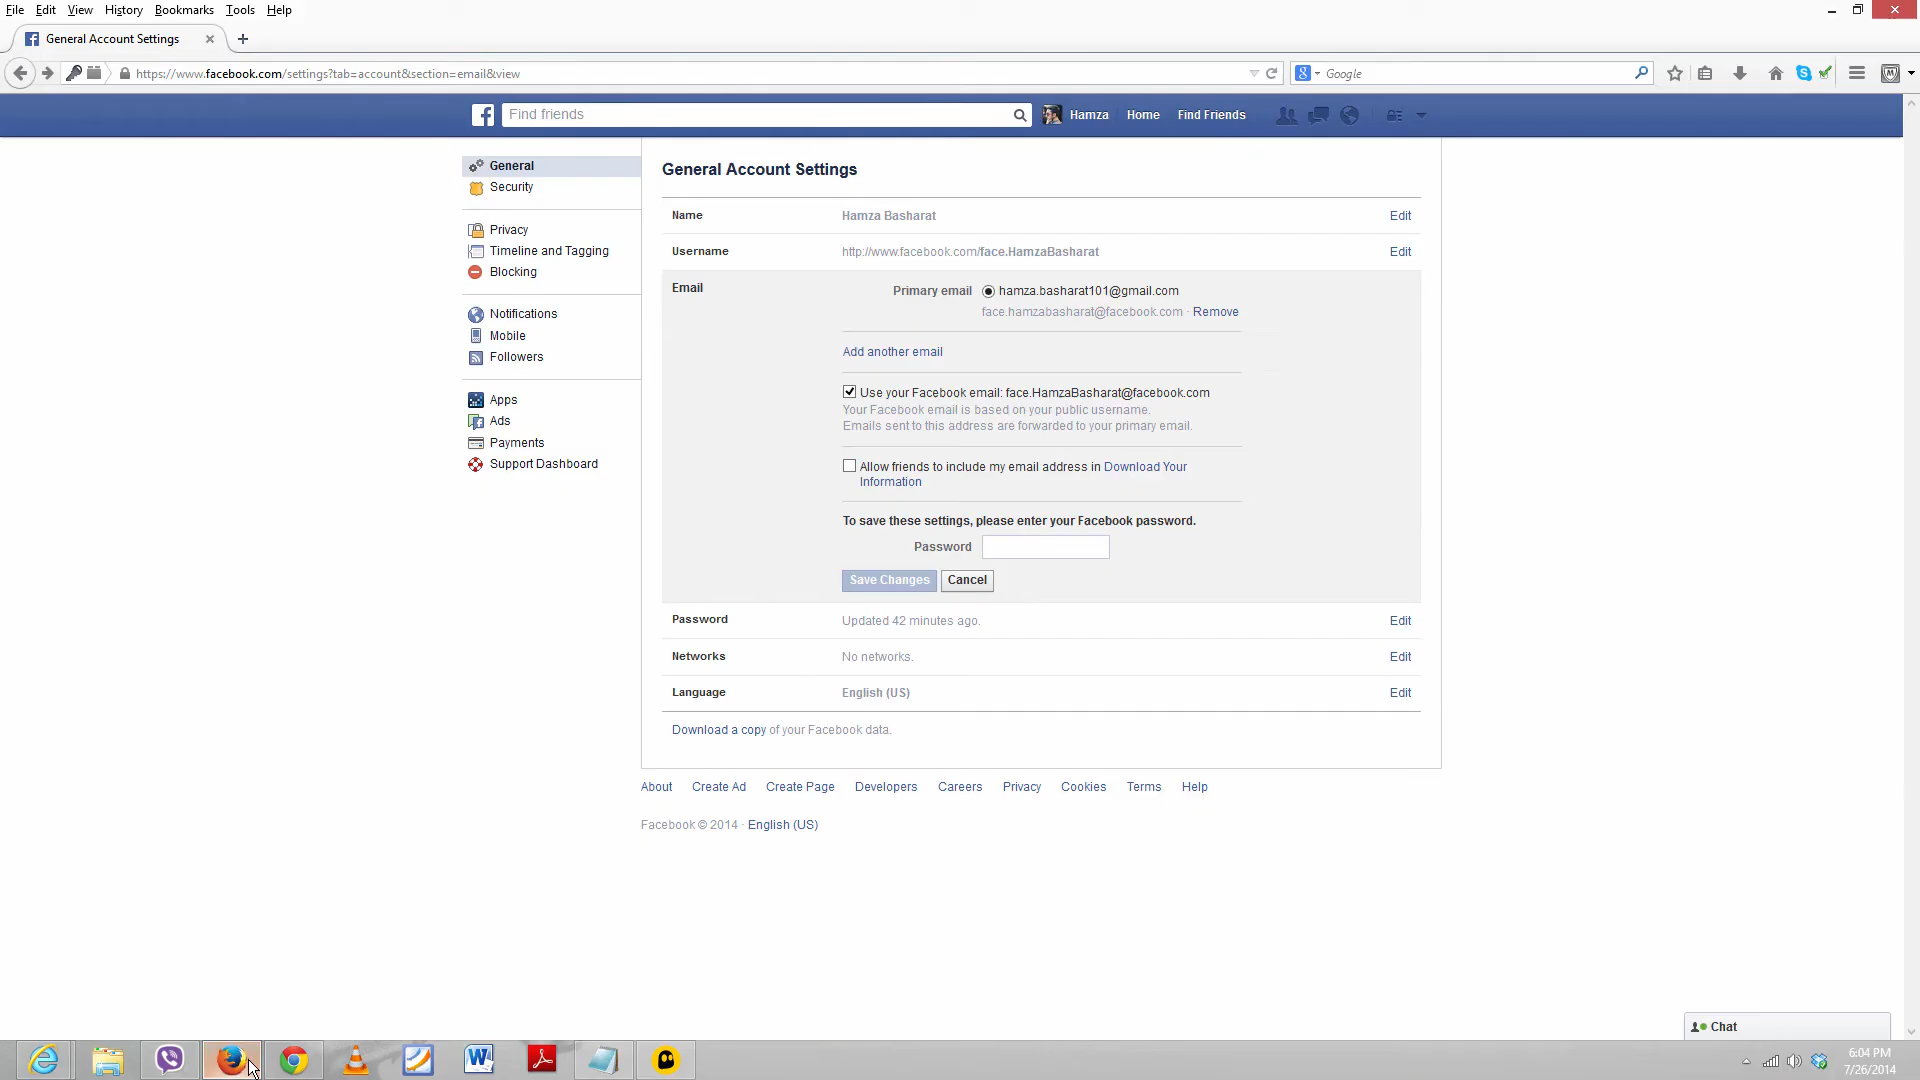 File Edit View History Bookmarks Tools Help
General Account Settings
https://www.facebook.com/settings?tab=account&section=email&view
Google
Find friends
Hamza Home Find Friends
General
Security
Privacy
Timeline and Tagging
Blocking
Notifications
Mobile
Followers
Apps
Ads
Payments
Support Dashboard
General Account Settings
Name Hamza Basharat Edit
Username http://www.facebook.com/face.HamzaBasharat Edit
Email Primary email hamza.basharat101@gmail.com
face.hamzabasharat@facebook.com · Remove
Add another email
Use your Facebook email: face.HamzaBasharat@facebook.com
Your Facebook email is based on your public username.
Emails sent to this address are forwarded to your primary email.
Allow friends to include my email address in Download Your
Information
To save these settings, please enter your Facebook password.
Password
Save Changes Cancel
Password Updated 42 minutes ago. Edit
Networks No networks. Edit
Language English (US) Edit
Download a copy of your Facebook data.
About Create Ad Create Page Developers Careers Privacy Cookies Terms Help
Facebook © 2014 · English (US)
Chat
6:04 PM
7/26/2014